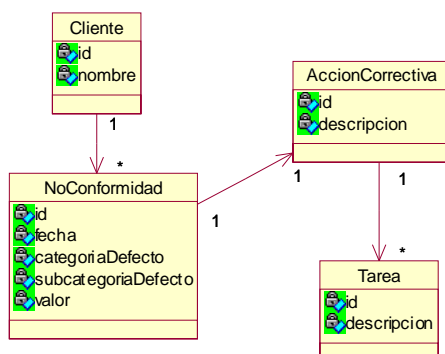 Cliente
id
nombre
1
*
NoConformidad
id
fecha
categoriaDefecto
subcategoriaDefecto
valor
1
1
AccionCorrectiva
id
descripcion
1
*
Tarea
id
descripcion